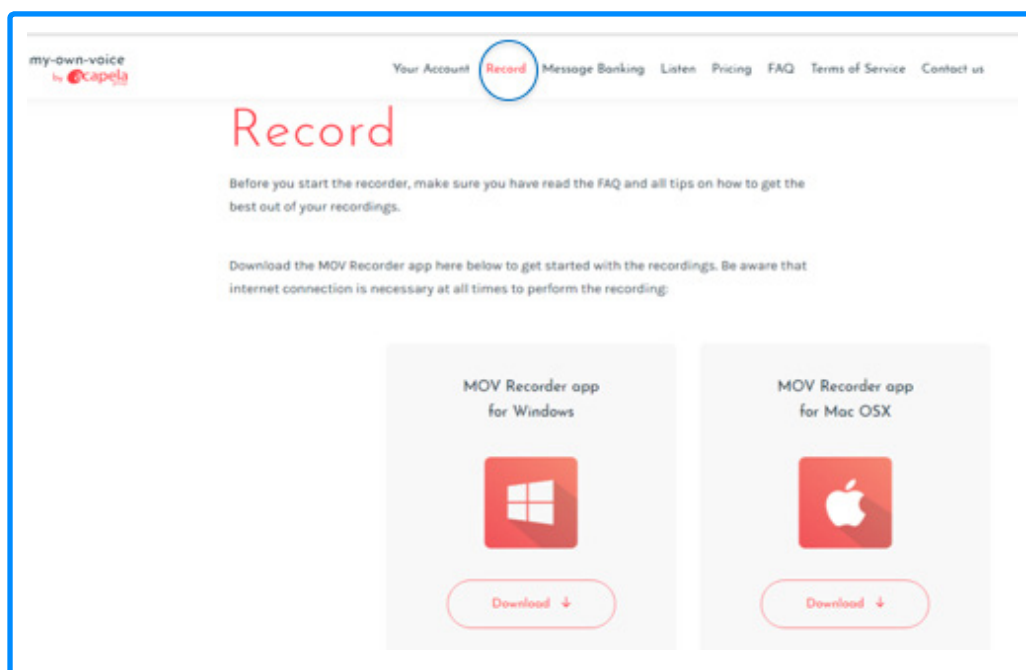 my-own-voice
by acapela
Your Account Record Message Banking Listen Pricing FAQ Terms of Service Contact us
Record
Before you start the recorder, make sure you have read the FAQ and all tips on how to get the
best out of your recordings.
Download the MOV Recorder app here below to get started with the recordings. Be aware that
internet connection is necessary at all times to perform the recording:
MOV Recorder app
for Windows
Download
MOV Recorder app
for Mac OSX
Download